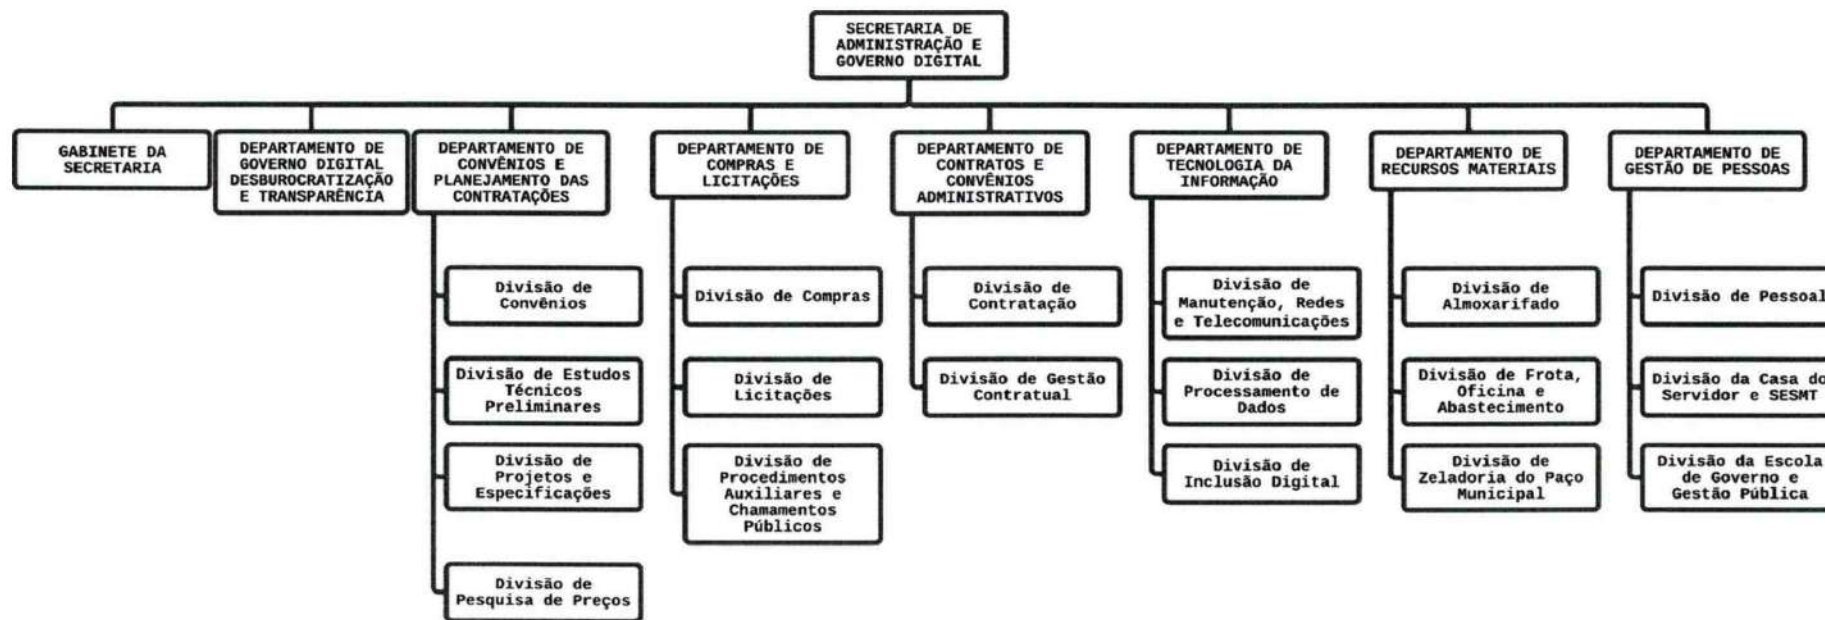 SECRETARIA DE
ADMINISTRAÇÃO E
GOVERNO DIGITAL
GABINETE DA
SECRETARIA
DEPARTAMENTO DE
GOVERNO DIGITAL
DESBUROCRATIZAÇÃO
E TRANSPARÊNCIA
DEPARTAMENTO DE
CONVÊNIOS E
PLANEJAMENTO DAS
CONTRATAÇÕES
DEPARTAMENTO DE
COMPRAS E
LICITAÇÕES
DEPARTAMENTO DE
CONTRATOS E
CONVÊNIOS
ADMINISTRATIVOS
DEPARTAMENTO DE
TECNOLOGIA DA
INFORMAÇÃO
DEPARTAMENTO DE
RECURSOS MATERIAIS
DEPARTAMENTO DE
GESTÃO DE PESSOAS
Divisão de
Convênios
Divisão de Estudos
Técnicos
Preliminares
Divisão de
Projetos e
Especificações
Divisão de
Pesquisa de Preços
Divisão de Compras
Divisão de
Licitações
Divisão de
Procedimentos
Auxiliares e
Chamamentos
Públicos
Divisão de
Contratação
Divisão de Gestão
Contratual
Divisão de
Manutenção, Redes
e Telecomunicações
Divisão de
Processamento de
Dados
Divisão de
Inclusão Digital
Divisão de
Almoxarifado
Divisão de Frota,
Oficina e
Abastecimento
Divisão de
Zeladoria do Paço
Municipal
Divisão de Pessoal
Divisão da Casa do
Servidor e SESMT
Divisão da Escola
de Governo e
Gestão Pública